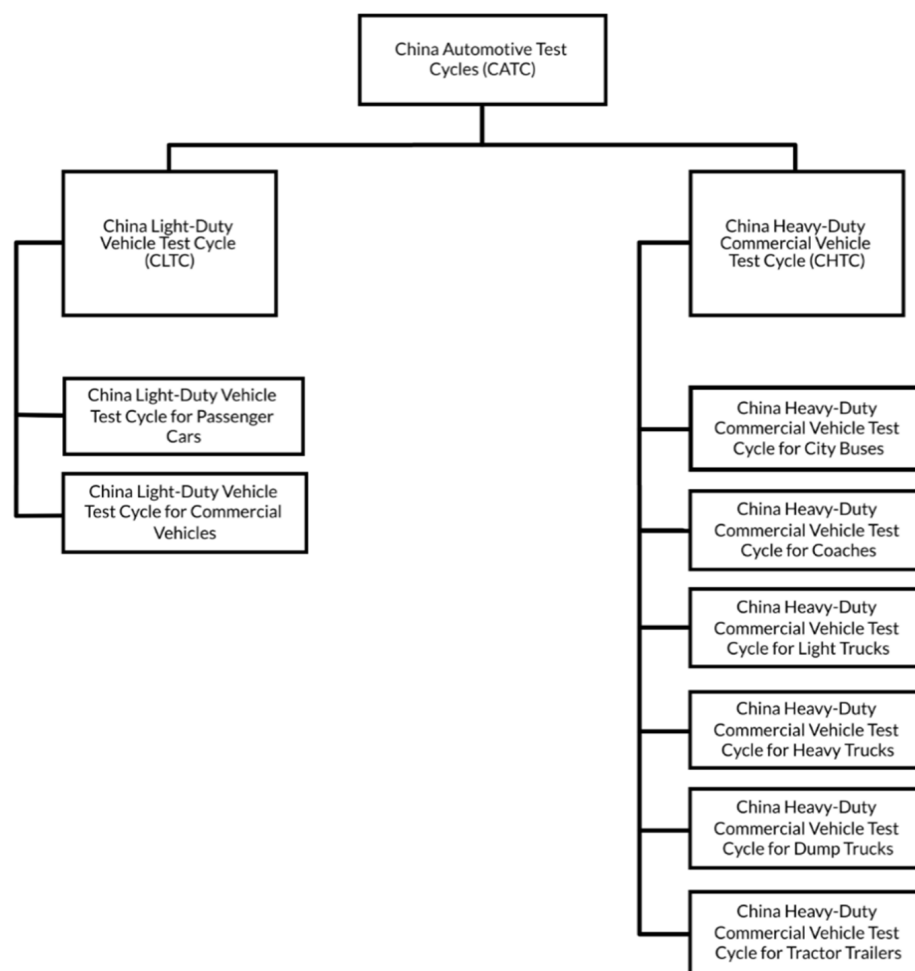 China Automotive Test
Cycles (CATC)
China Light-Duty
Vehicle Test Cycle
(CLTC)
China Light-Duty Vehicle
Test Cycle for Passenger
Cars
China Light-Duty Vehicle
Test Cycle for Commercial
Vehicles
China Heavy-Duty
Commercial Vehicle
Test Cycle (CHTC)
China Heavy-Duty
Commercial Vehicle Test
Cycle for City Buses
China Heavy-Duty
Commercial Vehicle Test
Cycle for Coaches
China Heavy-Duty
Commercial Vehicle Test
Cycle for Light Trucks
China Heavy-Duty
Commercial Vehicle Test
Cycle for Heavy Trucks
China Heavy-Duty
Commercial Vehicle Test
Cycle for Dump Trucks
China Heavy-Duty
Commercial Vehicle Test
Cycle for Tractor Trailers